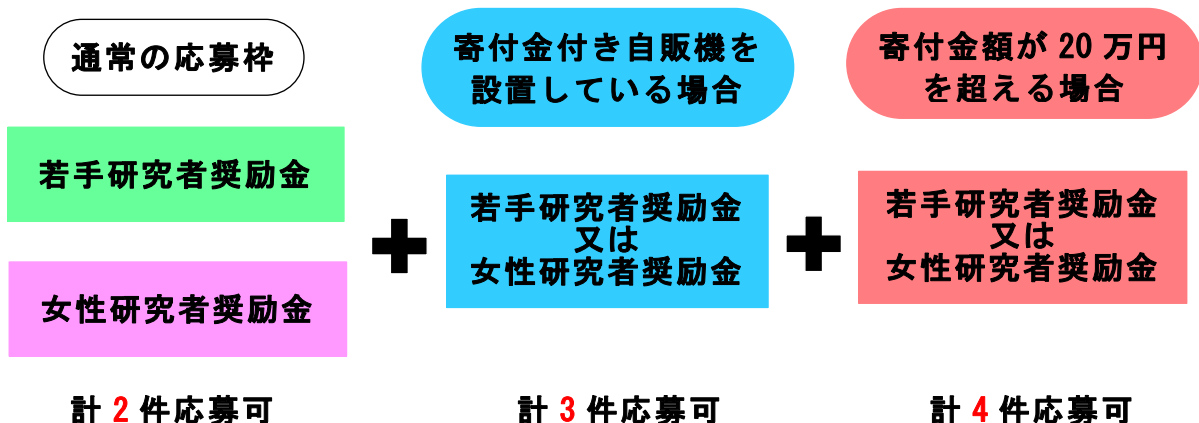 通常の応募枠
若手研究者奨励金
女性研究者奨励金
計 2 件応募可
寄付金付き自販機を
設置している場合
若手研究者奨励金
又は
女性研究者奨励金
計 3 件応募可
寄付金額が 20 万円
を超える場合
若手研究者奨励金
又は
女性研究者奨励金
計 4 件応募可